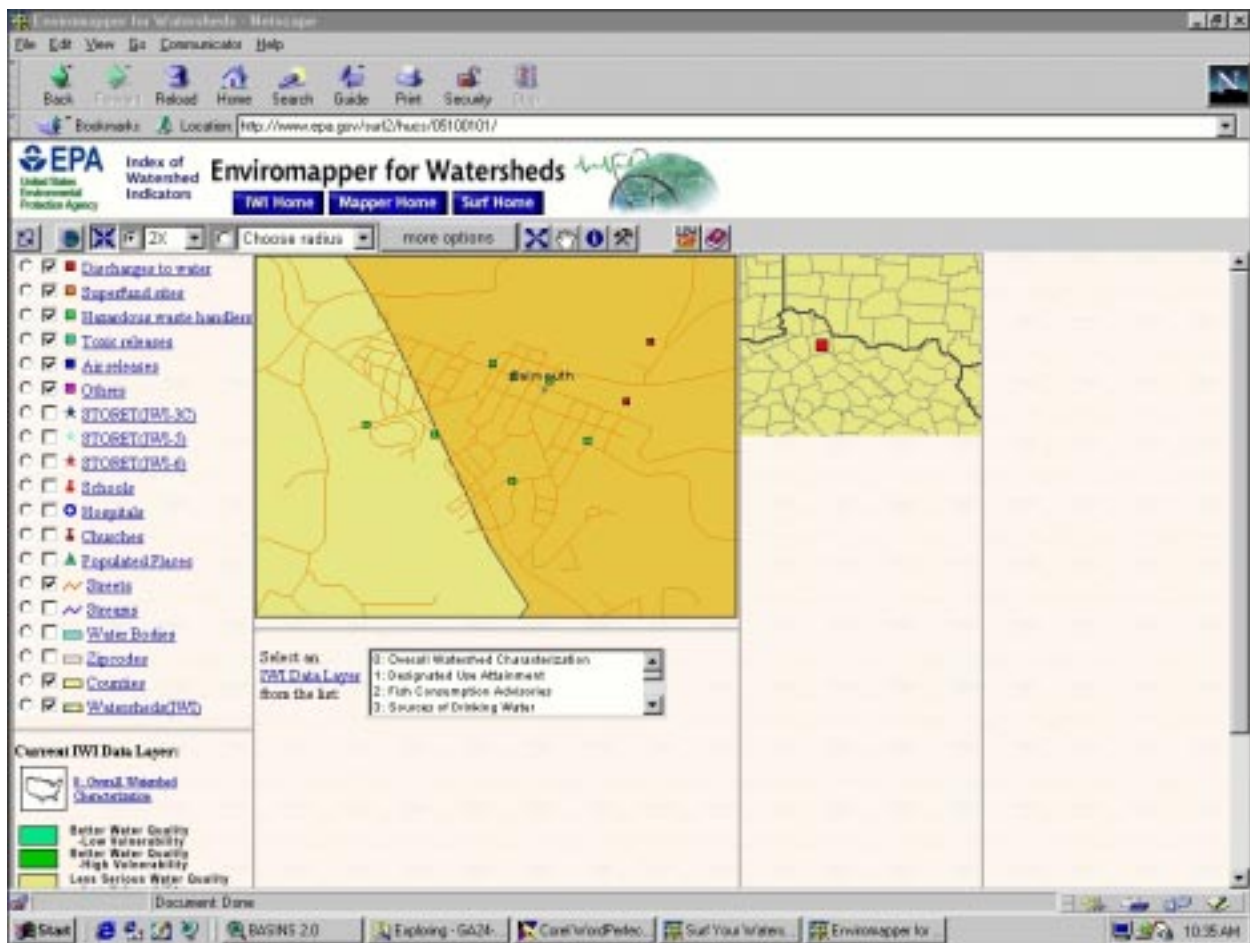 Enviromapper for Watersheds - Netscape
File Edit View Go Communicator Help
Back Forward Reload Home Search Guide Print Security Stop
Bookmarks Location: http://www.epa.gov/surf2/hucs/05100101/
EPA
United States
Environmental
Protection Agency
Index of
Watershed
Indicators
Enviromapper for Watersheds
IWI Home Mapper Home Surf Home
2X Choose radius more options
Discharges to water
Superfund sites
Hazardous waste handlers
Toxic releases
Air releases
Others
STORET(IWI-3C)
STORET(IWI-5)
STORET(IWI-6)
Schools
Hospitals
Churches
Populated Places
Streets
Streams
Water Bodies
Zipcodes
Counties
Watersheds(IWI)
Select an
IWI Data Layer
from the list:
0: Overall Watershed Characterization
1: Designated Use Attainment
2: Fish Consumption Advisories
3: Sources of Drinking Water
Current IWI Data Layer:
0. Overall Watershed
Characterization
Better Water Quality
-Low Vulnerability
Better Water Quality
-High Vulnerability
Less Serious Water Quality
Document: Done
Start BASINS 2.0 Exploring - GA24-... Corel WordPerfec... Surf Your Waters... Enviromapper for ... 10:35 AM